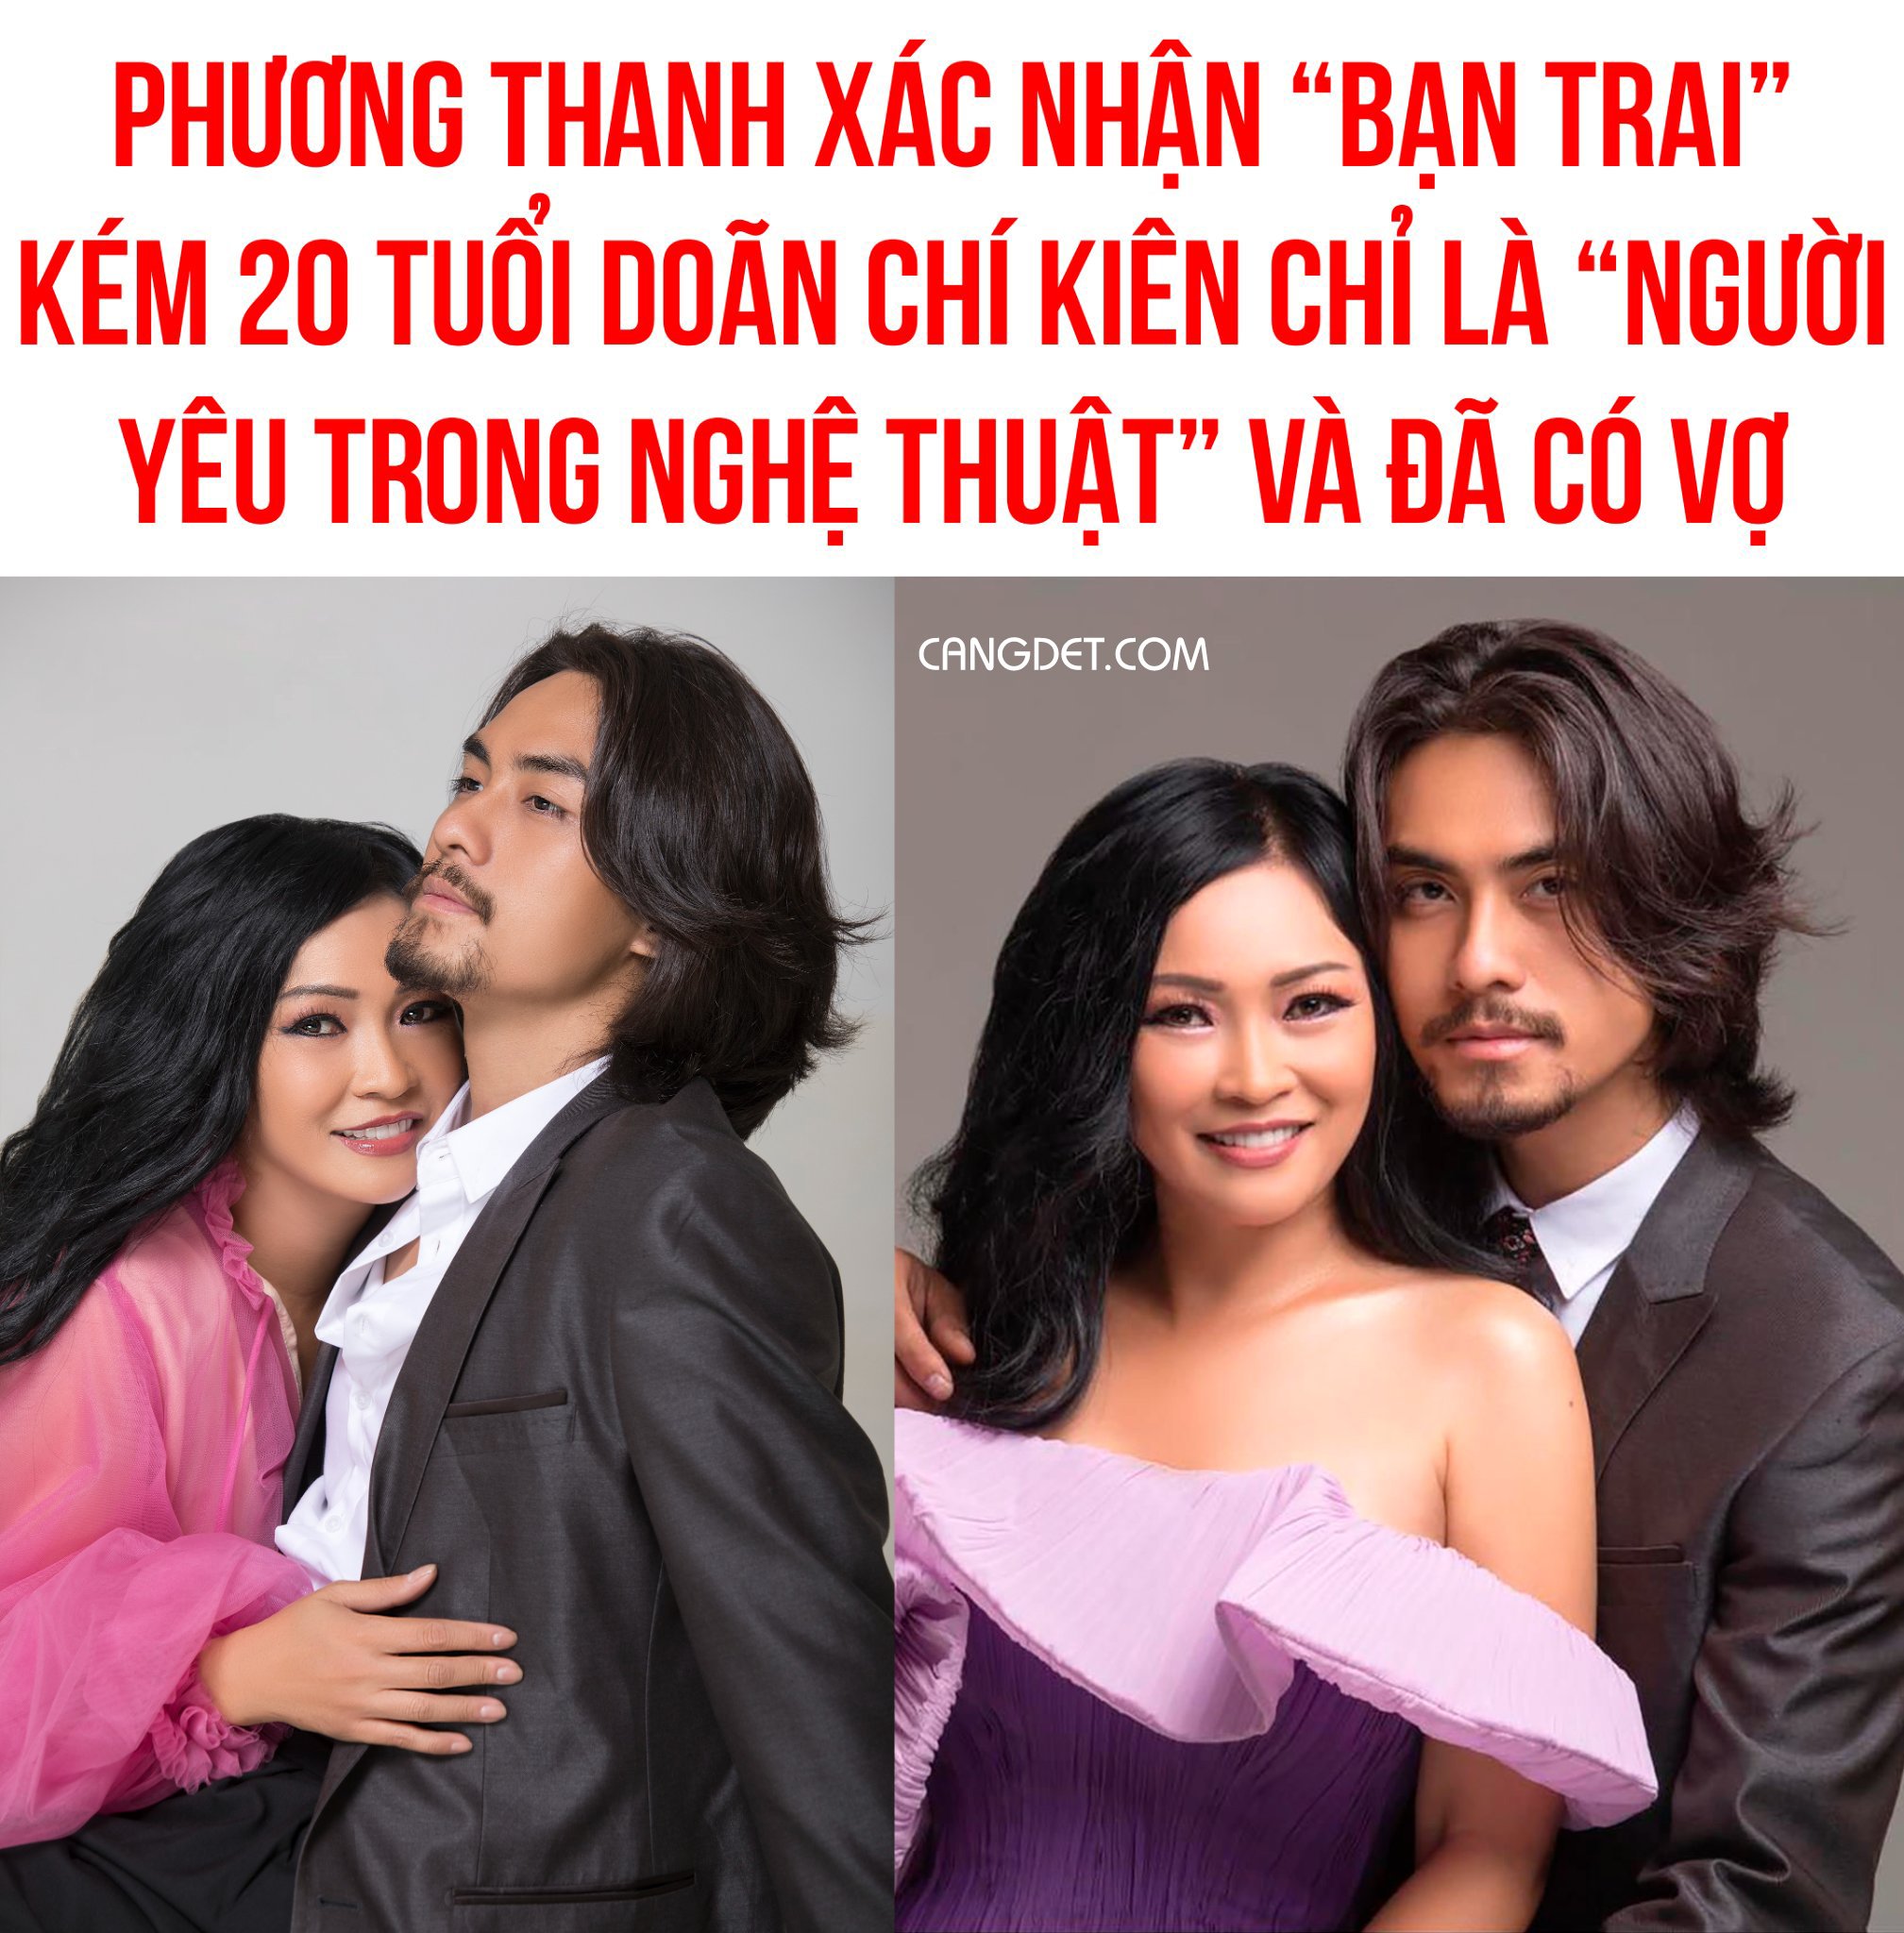 PHƯƠNG THANH XÁC NHẬN “BẠN TRAI”
KÉM 20 TUỔI DOÃN CHÍ KIÊN CHỈ LÀ “NGƯỜI
YÊU TRONG NGHỆ THUẬT” VÀ ĐÃ CÓ VỢ
CANGDET.COM